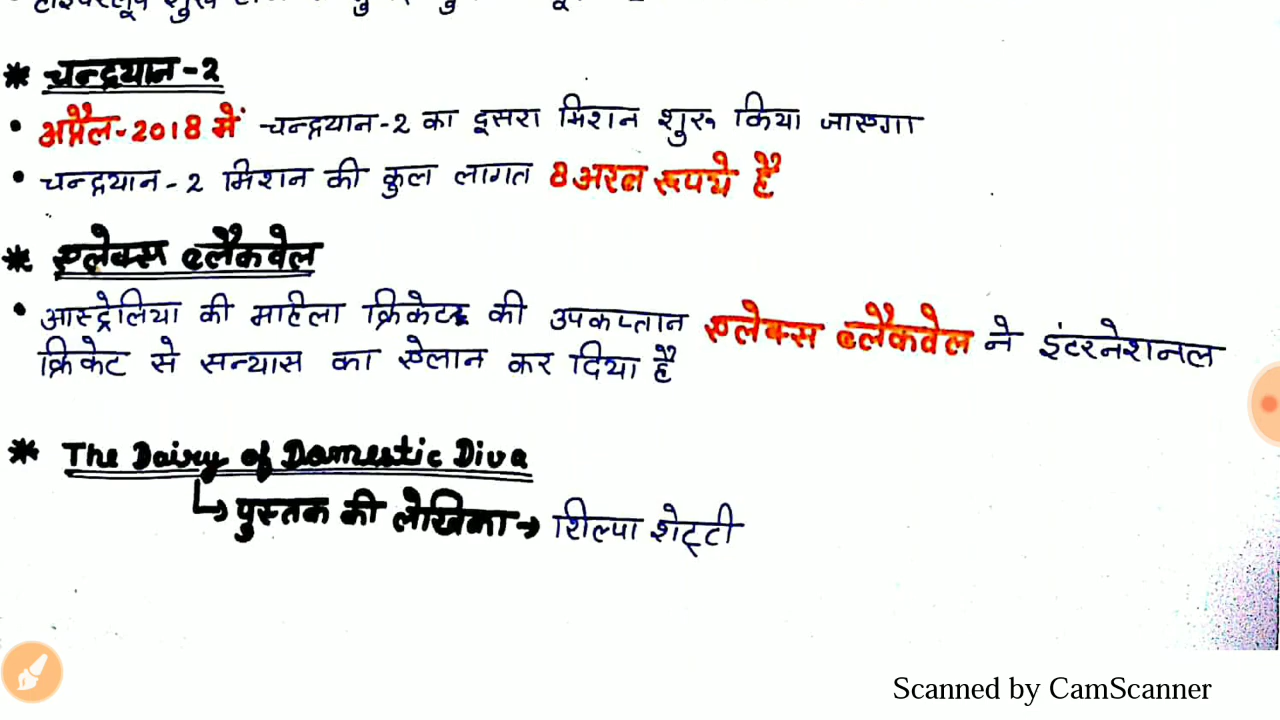 * चन्द्रयान-2
• अप्रैल-2018 में चन्द्रयान-2 का दूसरा मिशन शुरू किया जाएगा
• चन्द्रयान-2 मिशन की कुल लागत 8 अरब रूपये है
* एलेक्स ब्लैकवेल
• आस्ट्रेलिया की महिला क्रिकेटर की उपकप्तान एलेक्स ब्लैकवेल ने इंटरनेशनल
क्रिकेट से सन्यास का ऐलान कर दिया है
* The Dairy of Domestic Diva
↳ पुस्तक की लेखिका → शिल्पा शेट्टी
Scanned by CamScanner